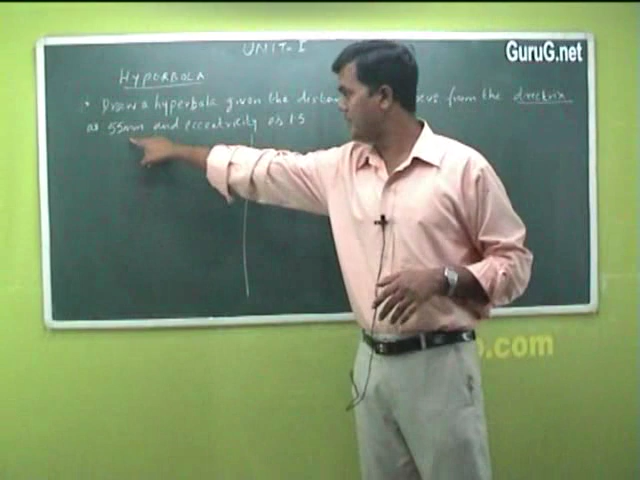 UNIT-I
GuruG.net
HYPERBOLA
• Draw a hyperbola given the distan from the directrix
as 55mm and eccentricity as 1.5
.com